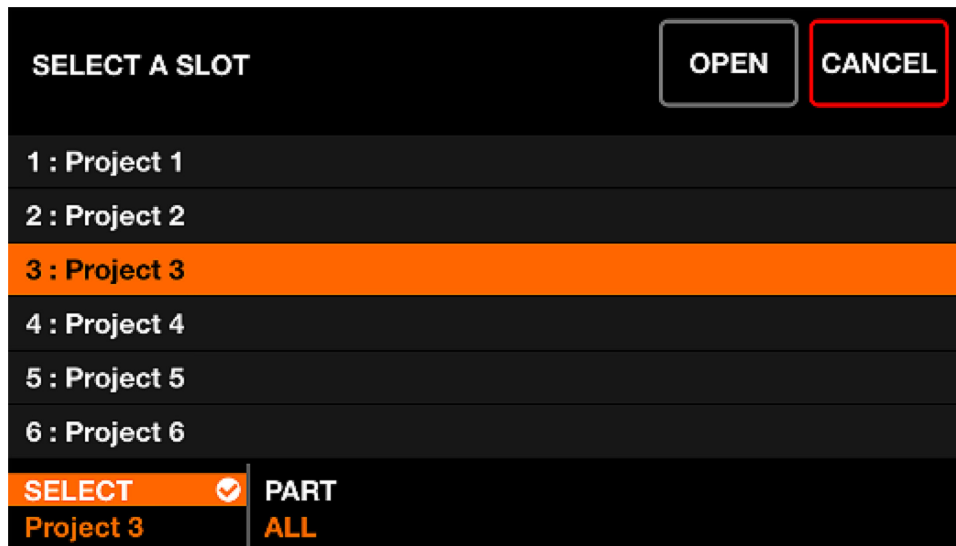 SELECT A SLOT
OPEN
CANCEL
1 : Project 1
2 : Project 2
3 : Project 3
4 : Project 4
5 : Project 5
6 : Project 6
SELECT
Project 3
PART
ALL